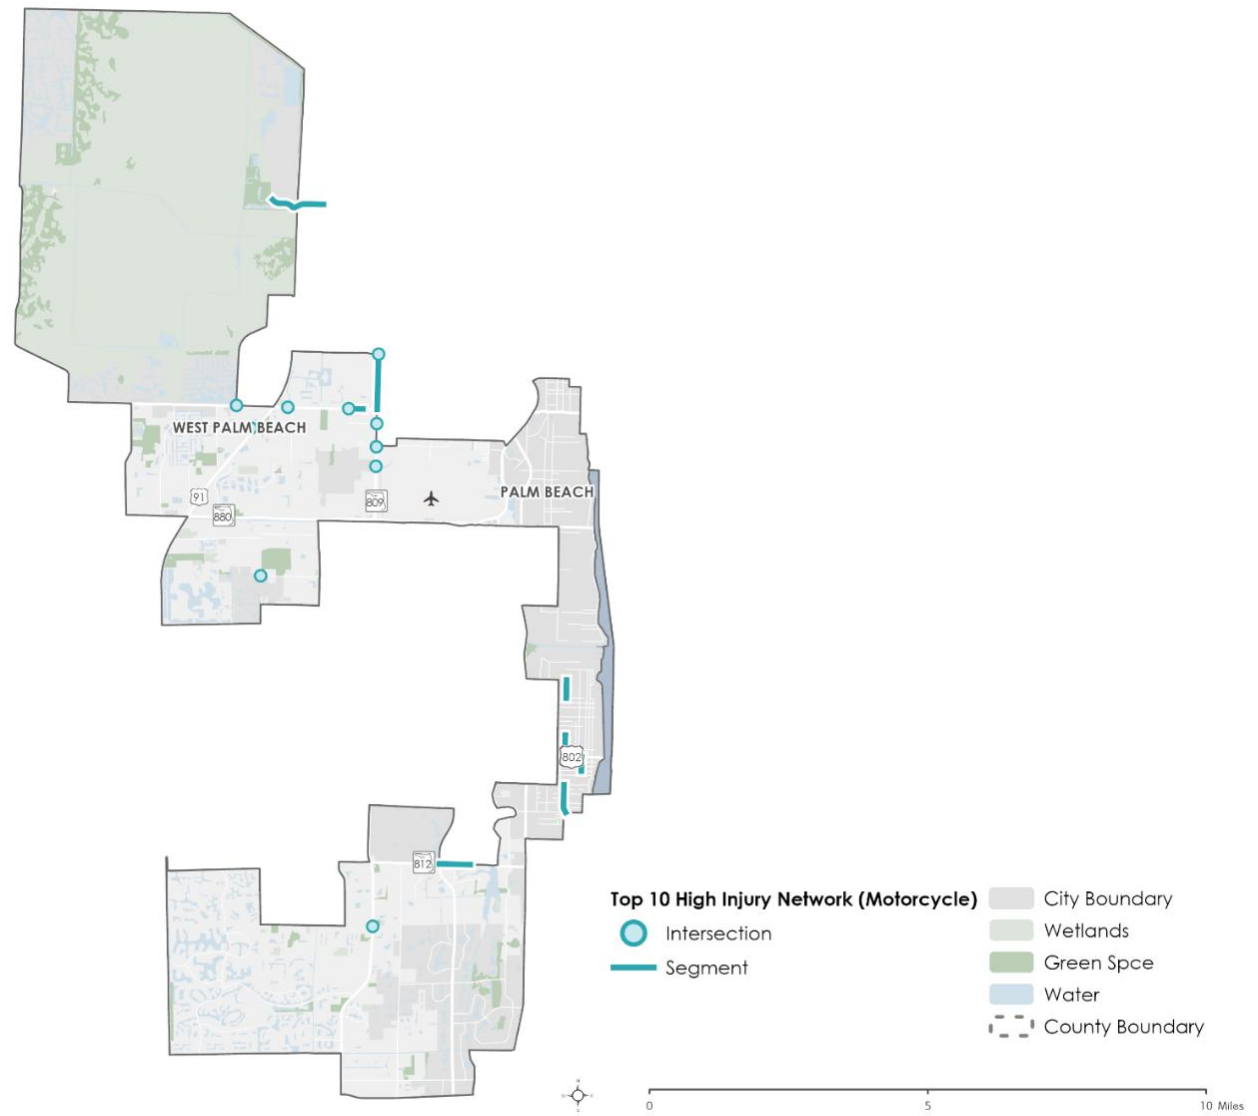 WEST PALM BEACH
91
880
809
PALM BEACH
802
812
Top 10 High Injury Network (Motorcycle)
Intersection
Segment
City Boundary
Wetlands
Green Spce
Water
County Boundary
0
5
10 Miles